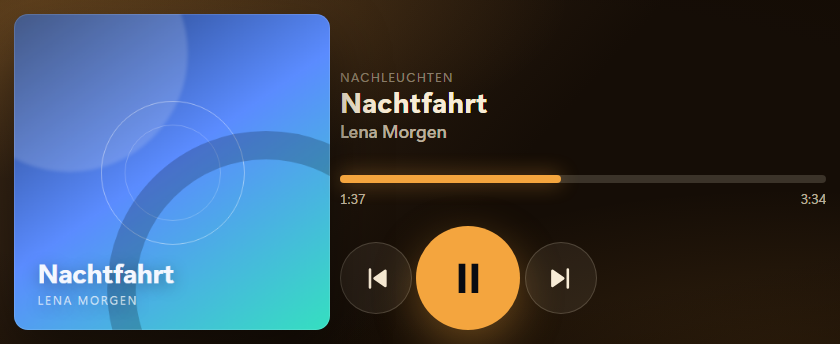 Nachtfahrt
LENA MORGEN
NACHLEUCHTEN
Nachtfahrt
Lena Morgen
1:37
3:34